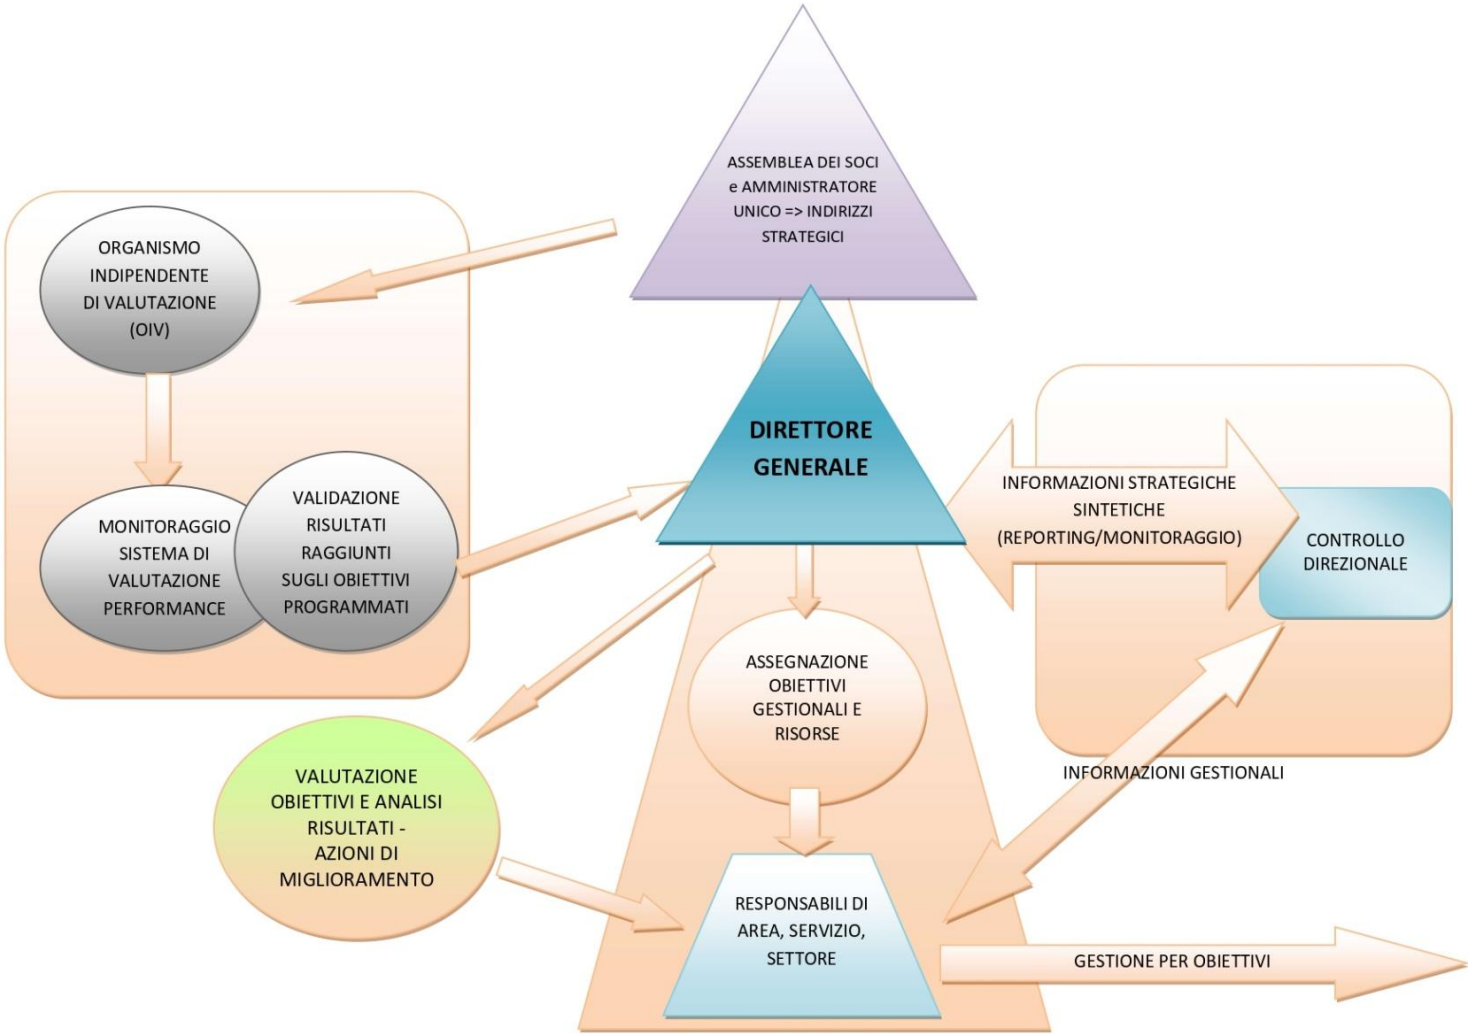 ASSEMBLEA DEI SOCI
e AMMINISTRATORE
UNICO => INDIRIZZI
STRATEGICI
ORGANISMO
INDIPENDENTE
DI VALUTAZIONE
(OIV)
DIRETTORE
GENERALE
MONITORAGGIO
SISTEMA DI
VALUTAZIONE
PERFORMANCE
VALIDAZIONE
RISULTATI
RAGGIUNTI
SUGLI OBIETTIVI
PROGRAMMATI
INFORMAZIONI STRATEGICHE
SINTETICHE
(REPORTING/MONITORAGGIO)
CONTROLLO
DIREZIONALE
ASSEGNAZIONE
OBIETTIVI
GESTIONALI E
RISORSE
VALUTAZIONE
OBIETTIVI E ANALISI
RISULTATI -
AZIONI DI
MIGLIORAMENTO
INFORMAZIONI GESTIONALI
RESPONSABILI DI
AREA, SERVIZIO,
SETTORE
GESTIONE PER OBIETTIVI